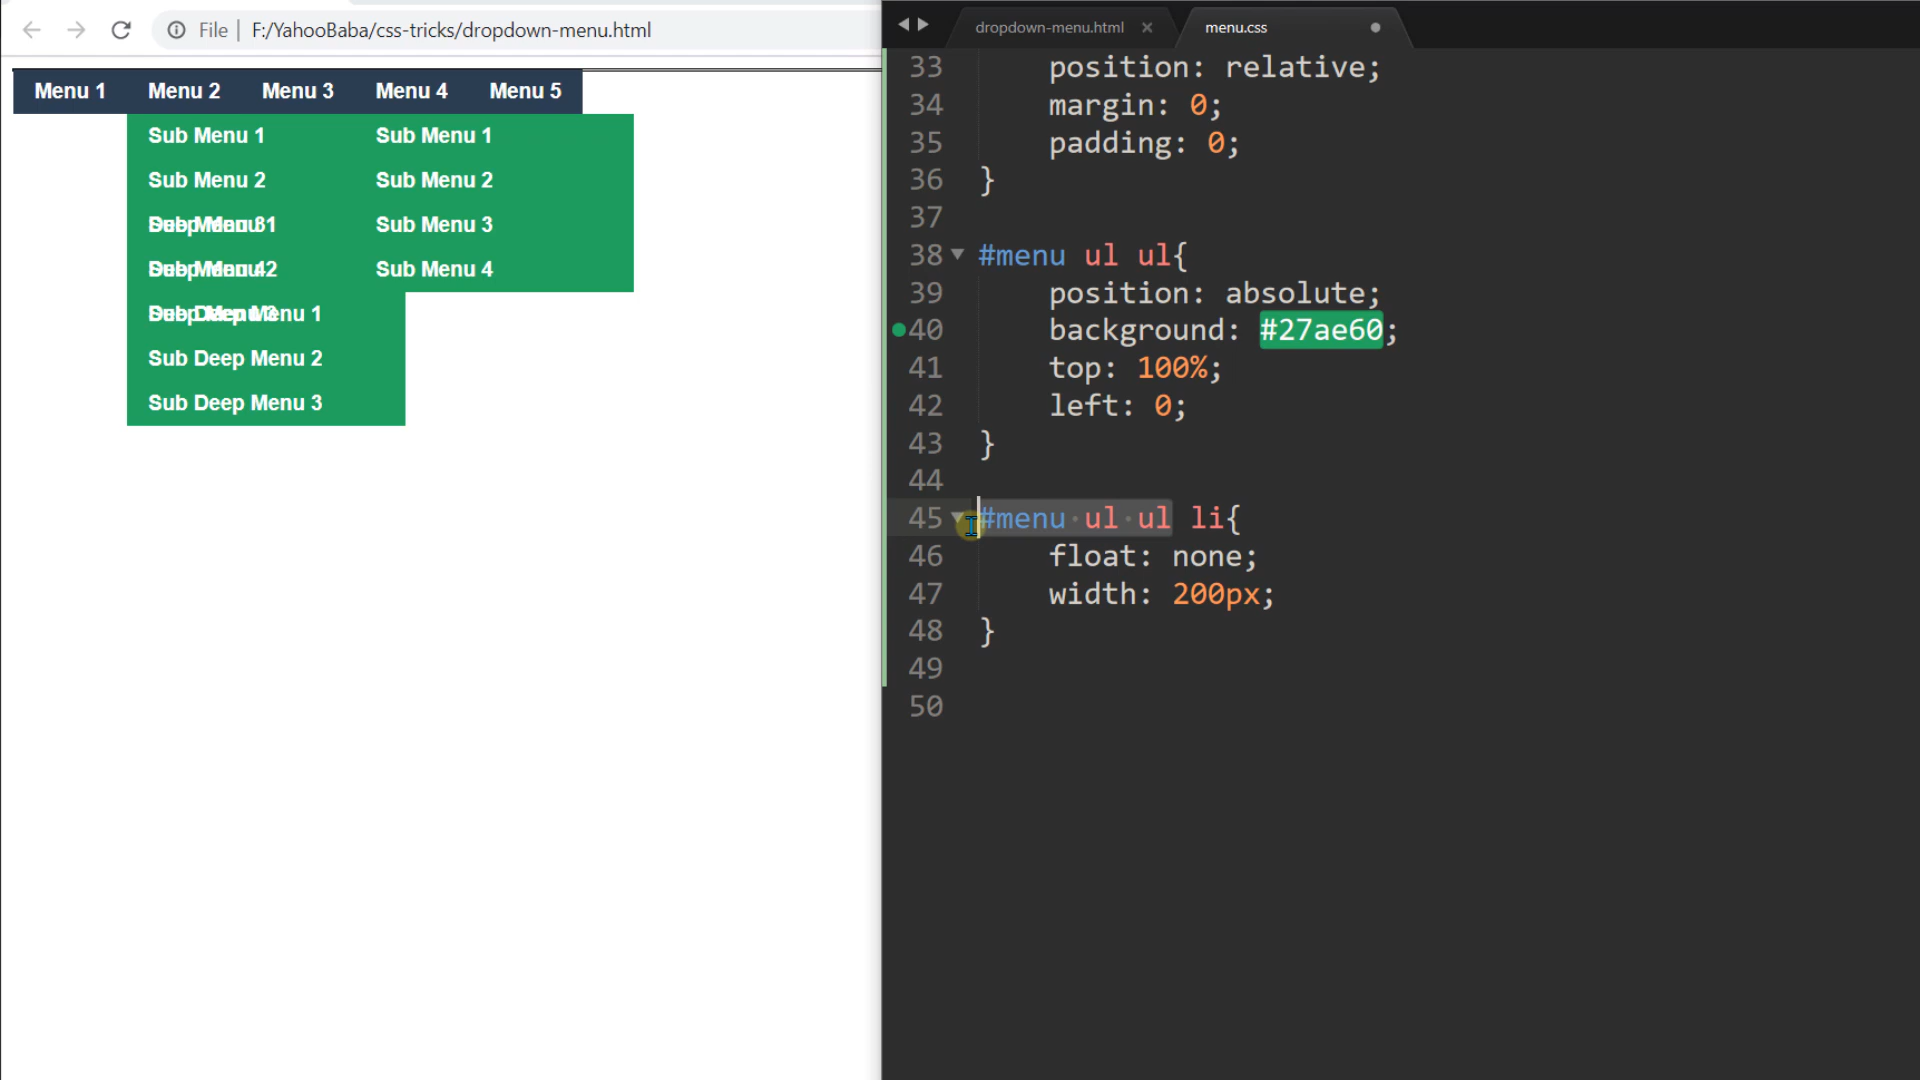 File | F:/YahooBaba/css-tricks/dropdown-menu.html
Menu 1 Menu 2 Menu 3 Menu 4 Menu 5
Sub Menu 1 Sub Menu 1
Sub Menu 2 Sub Menu 2
Sub Menu 3
Sub Menu 4
Menu 1
Sub Deep Menu 2
Sub Deep Menu 3
dropdown-menu.html × menu.css
33 position: relative;
34 margin: 0;
35 padding: 0;
36 }
37
38 #menu ul ul{
39 position: absolute;
40 background: #27ae60;
41 top: 100%;
42 left: 0;
43 }
44
45 #menu ul ul li{
46 float: none;
47 width: 200px;
48 }
49
50